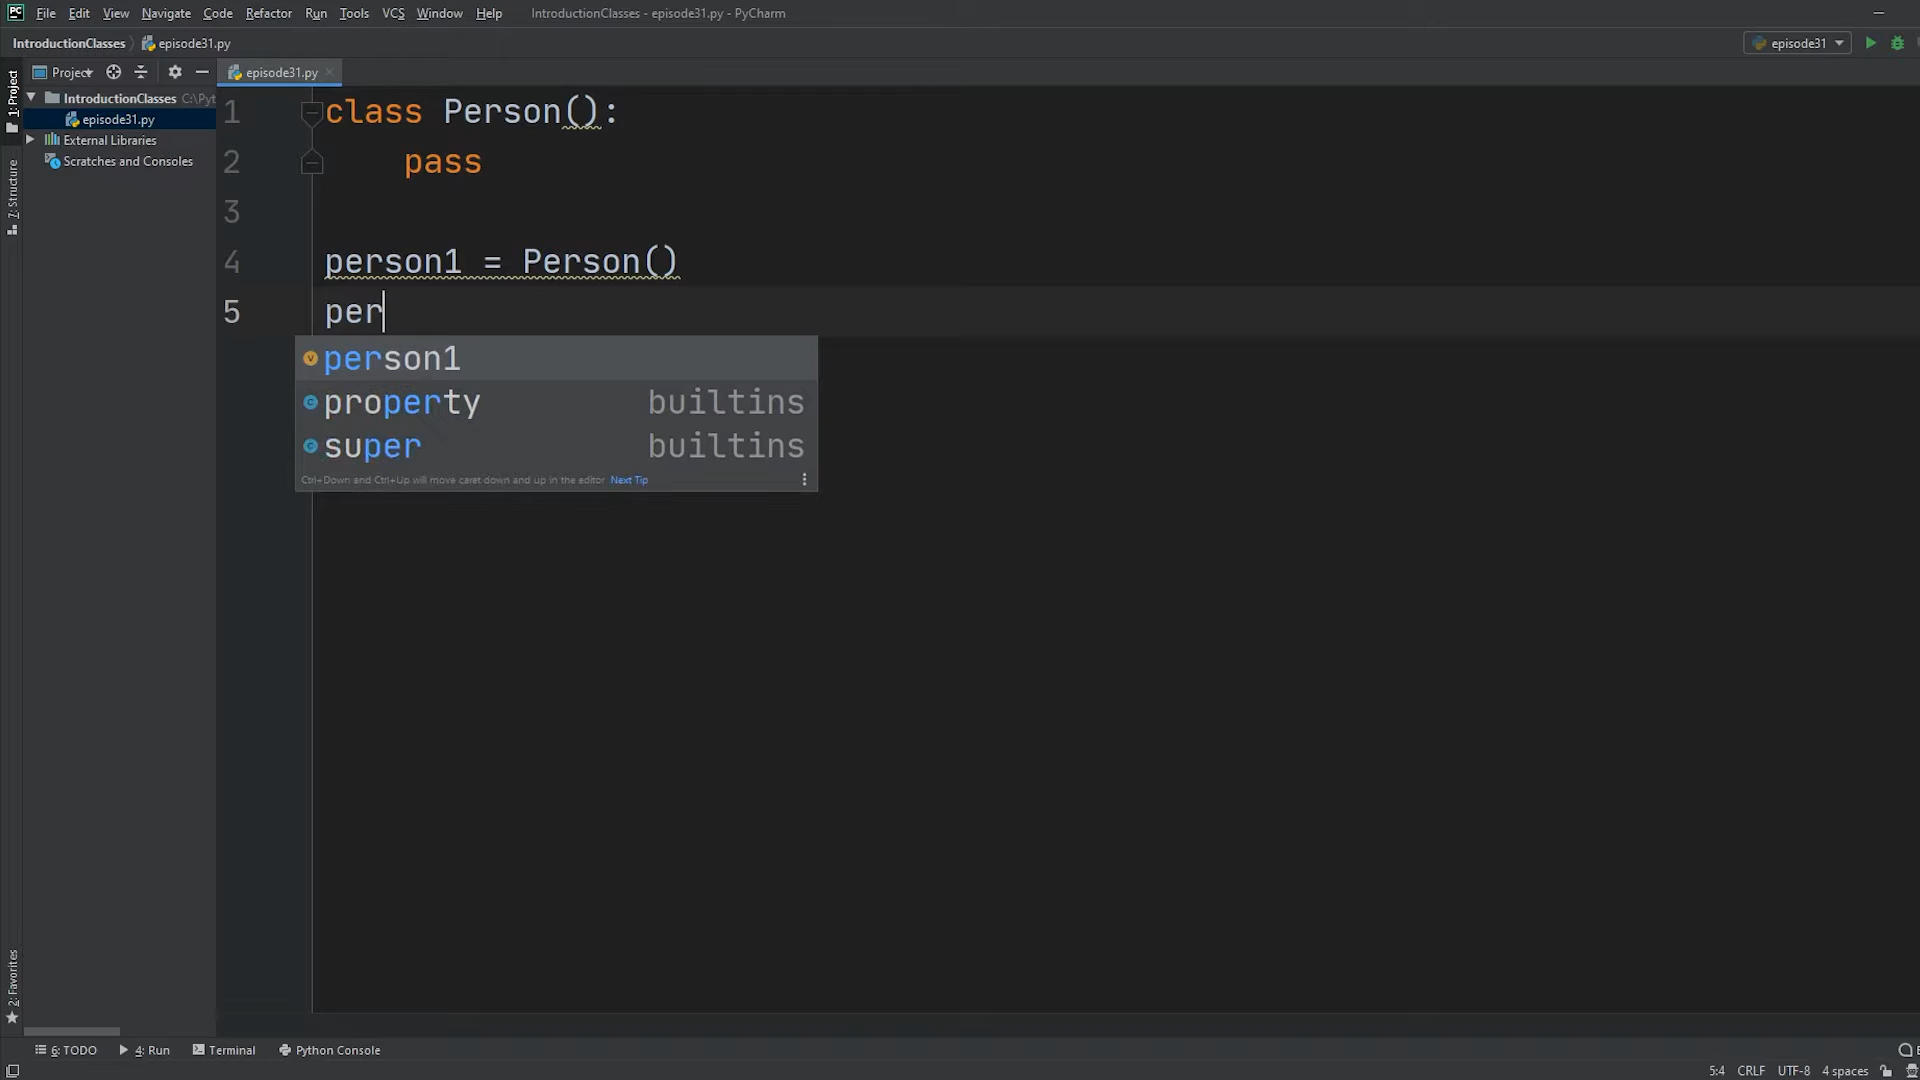 File Edit View Navigate Code Refactor Run Tools VCS Window Help IntroductionClasses - episode31.py - PyCharm
IntroductionClasses episode31.py episode31
Project episode31.py
1: Project
IntroductionClasses C:\Pyt
episode31.py
External Libraries
Scratches and Consoles
7: Structure
2: Favorites
1 class Person():
2 pass
3
4 person1 = Person()
5 per
person1
property builtins
super builtins
Ctrl+Down and Ctrl+Up will move caret down and up in the editor Next Tip
6: TODO 4: Run Terminal Python Console
5:4 CRLF UTF-8 4 spaces